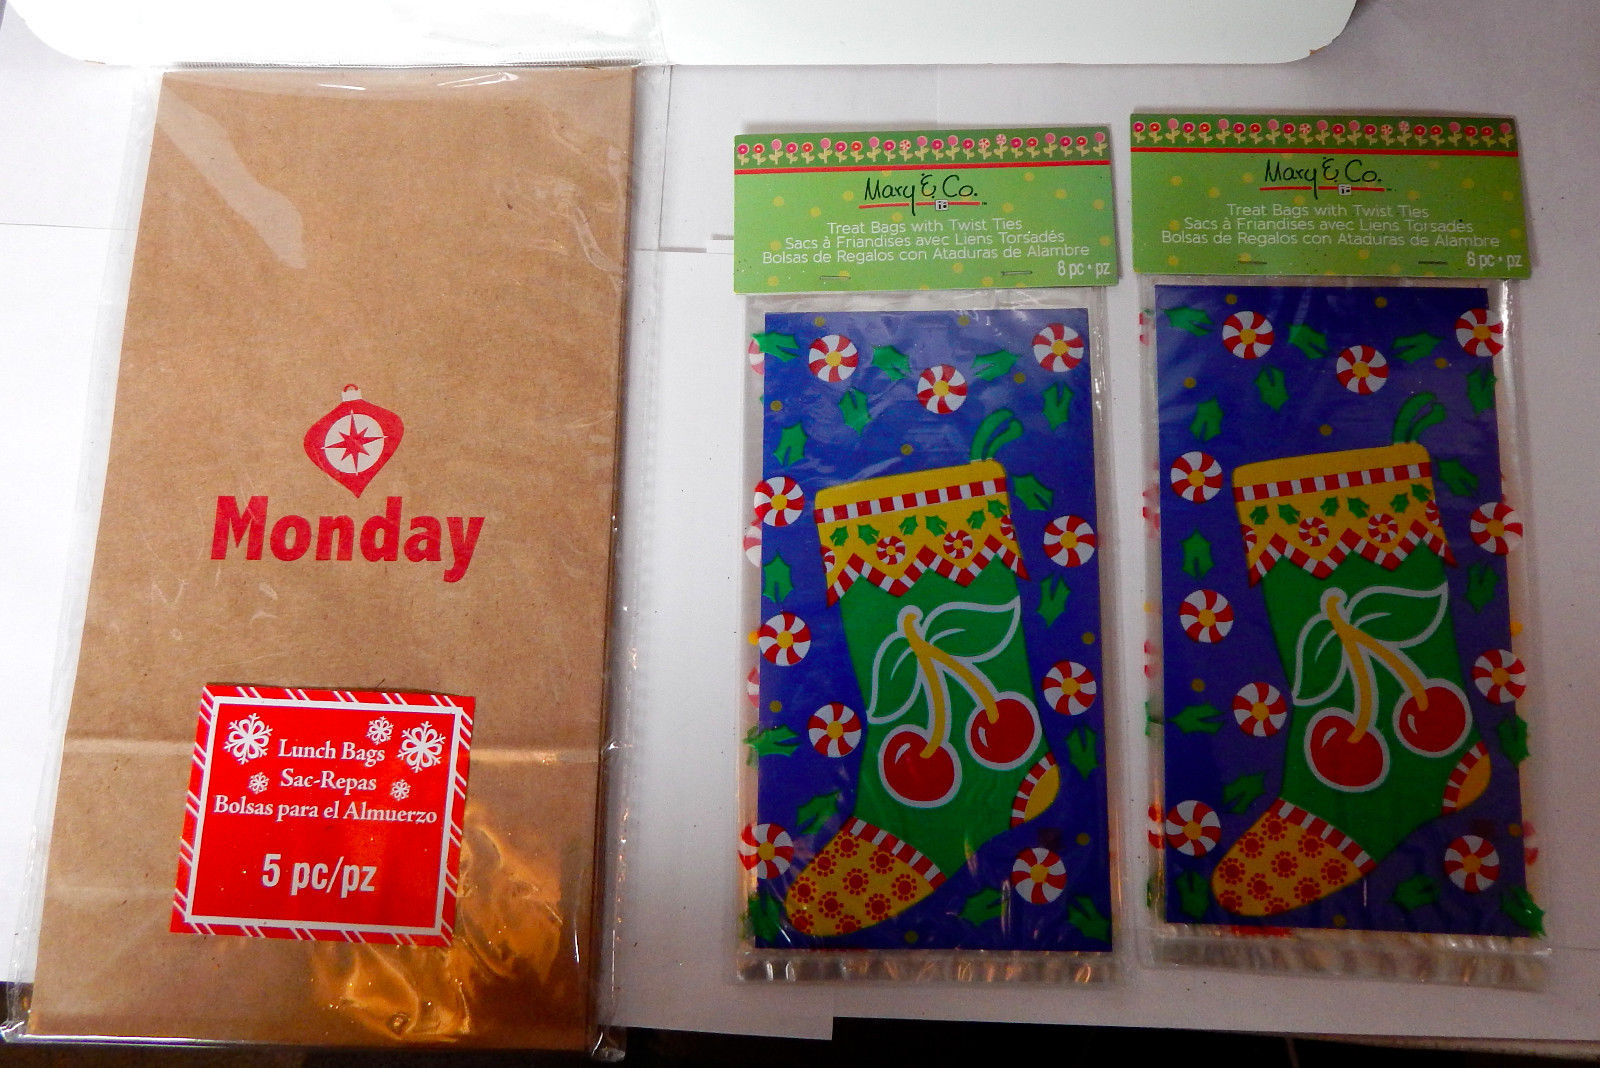 Monday
Lunch Bags
Sac-Repas
Bolsas para el Almuerzo
5 pc/pz
Mary & Co.
Treat Bags with Twist Ties
Sacs à Friandises avec Liens Torsadés
Bolsas de Regalos con Ataduras de Alambre
8 pc • pz
Mary & Co.
Treat Bags with Twist Ties
Sacs à Friandises avec Liens Torsadés
Bolsas de Regalos con Ataduras de Alambre
8 pc • pz